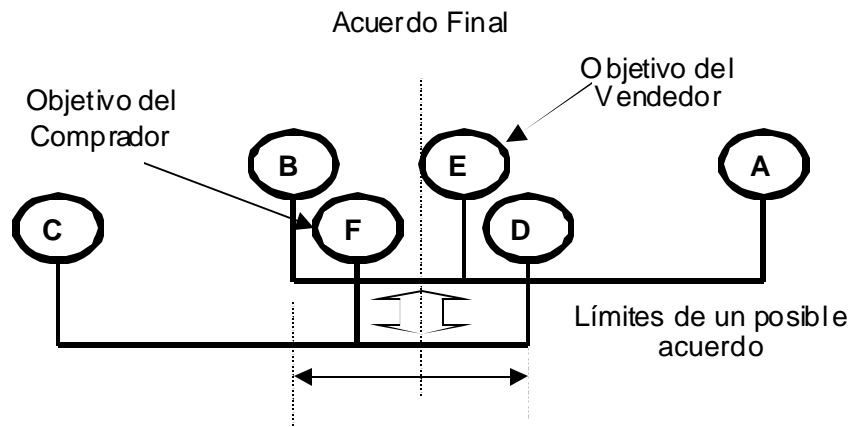 Acuerdo Final
Objetivo del
Vendedor
Objetivo del
Comprador
B
E
A
C
F
D
Límites de un posible
acuerdo